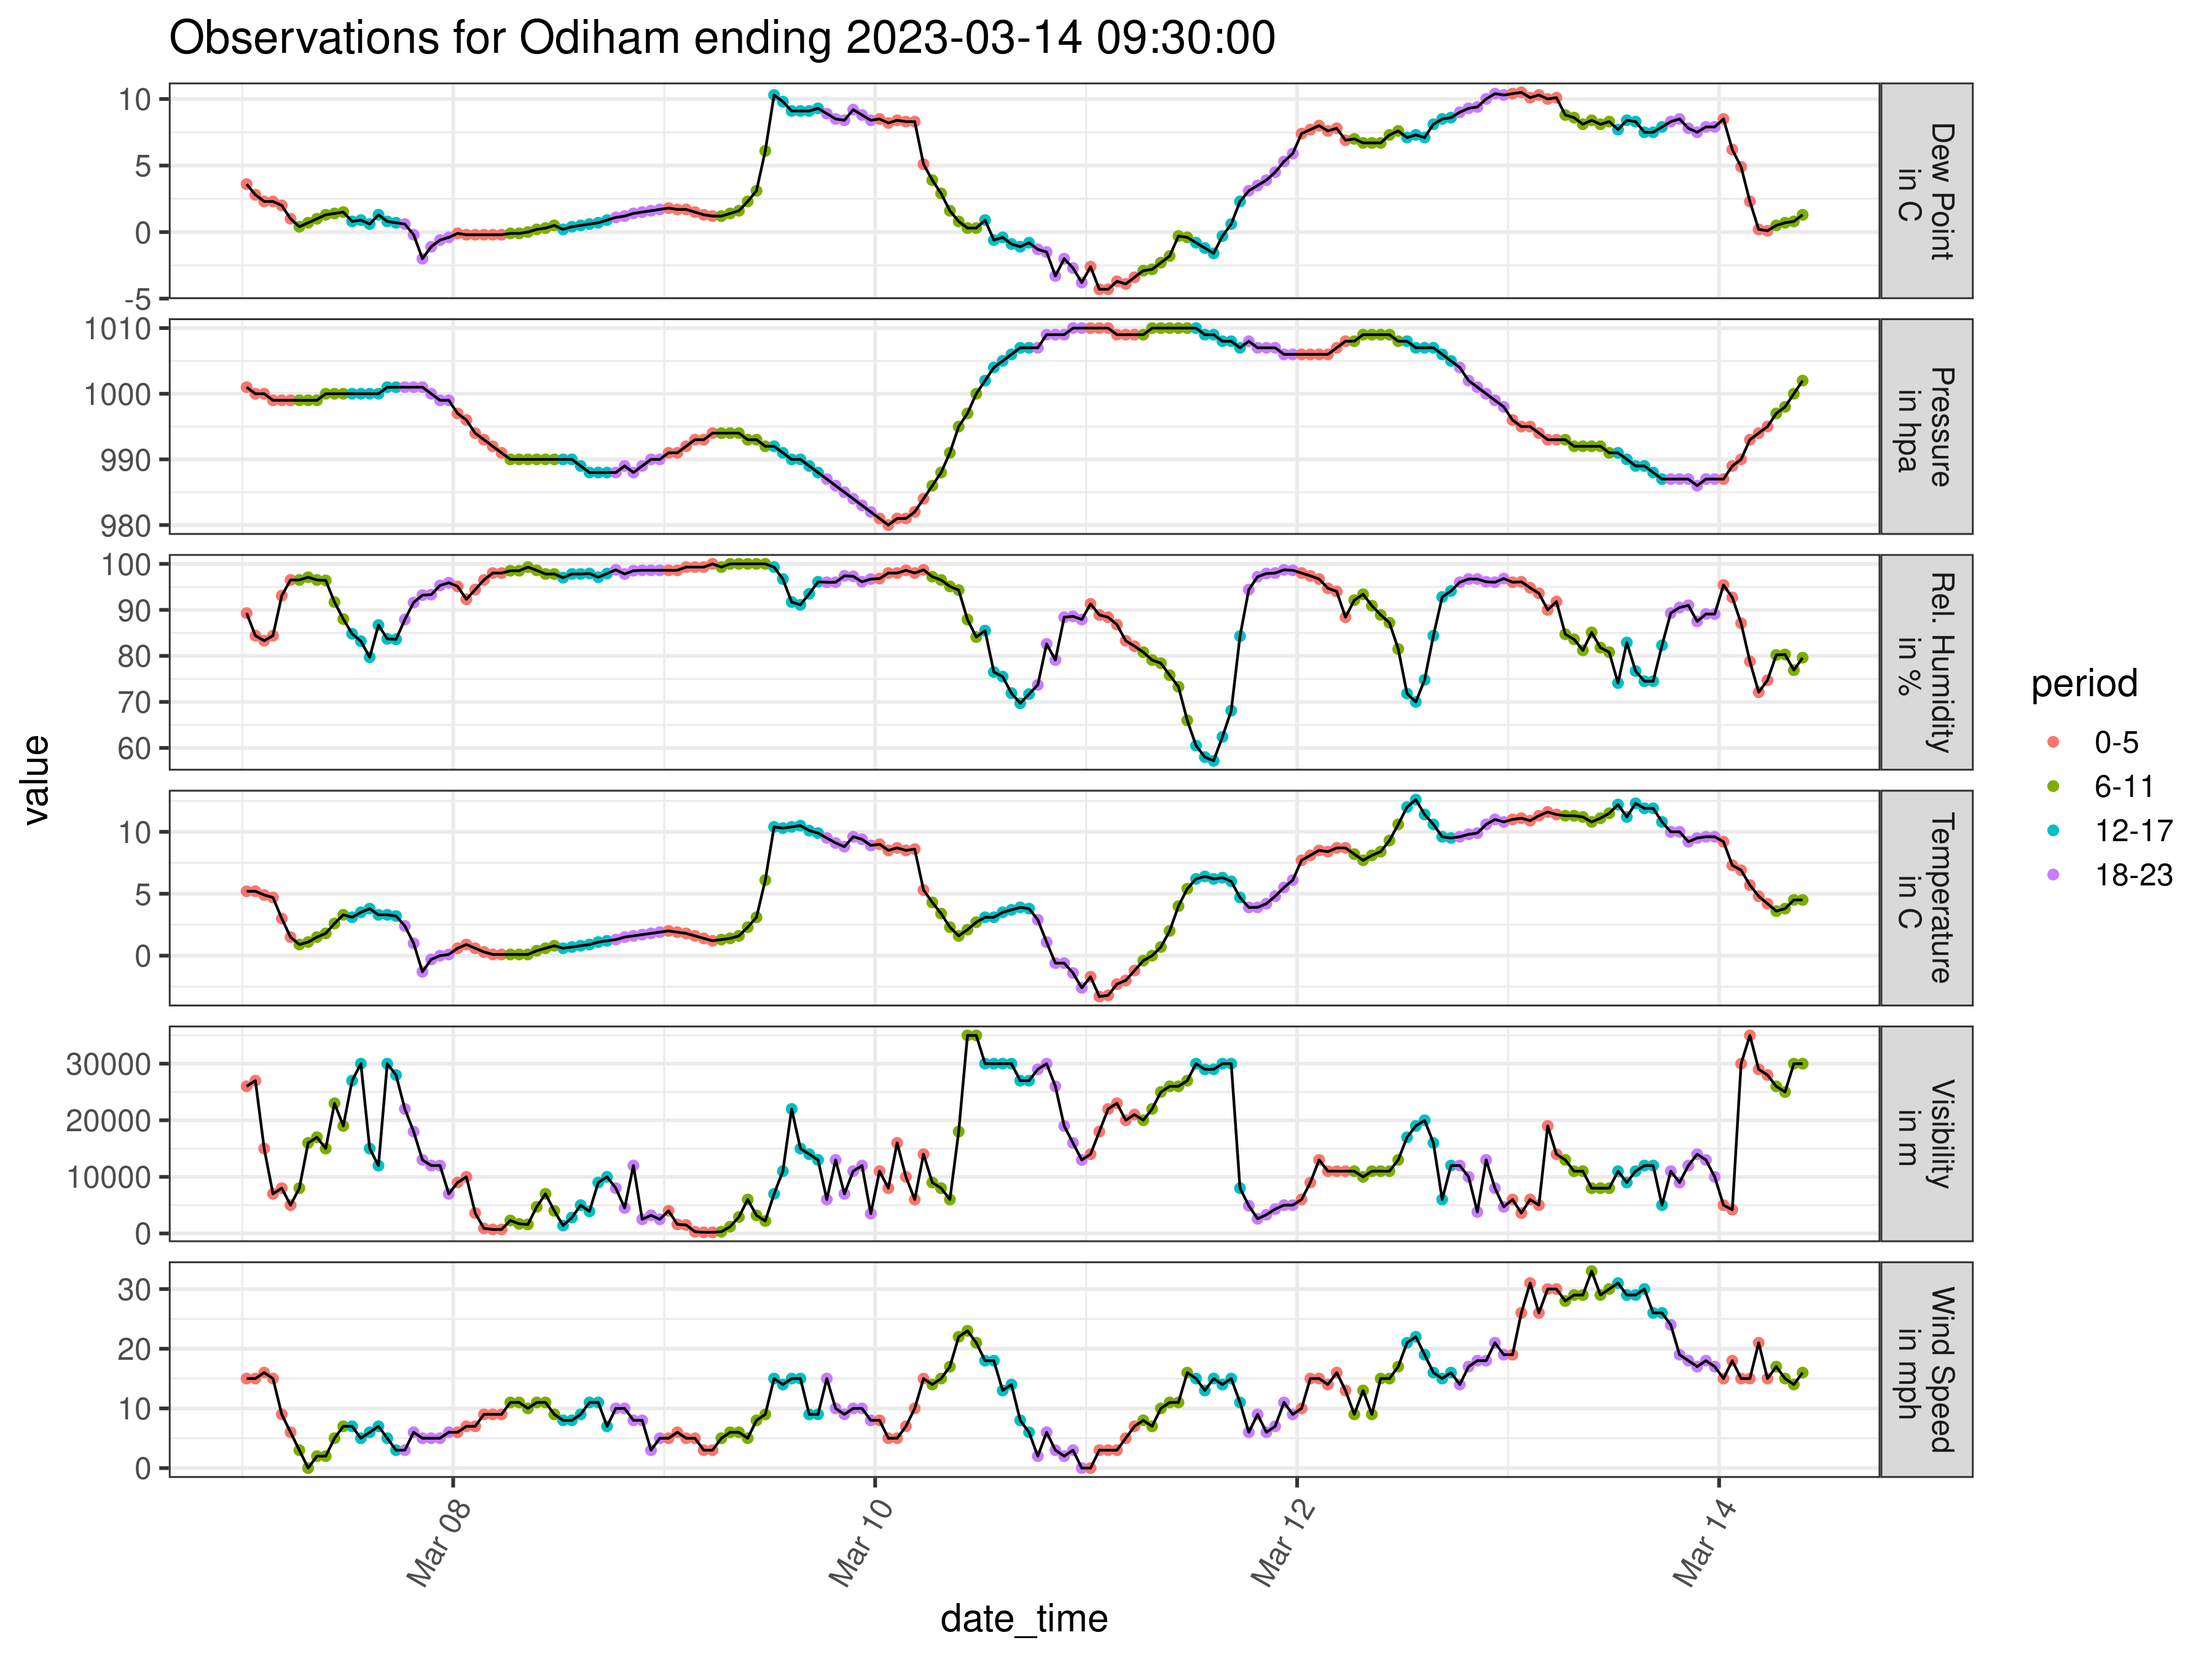 Observations for Odiham ending 2023-03-14 09:30:00
value
10
5
0
-5
Dew Point
in C
1010
1000
990
980
Pressure
in hpa
100
90
80
70
60
Rel. Humidity
in %
10
5
0
Temperature
in C
30000
20000
10000
0
Visibility
in m
30
20
10
0
Wind Speed
in mph
Mar 08
Mar 10
Mar 12
Mar 14
date_time
period
0-5
6-11
12-17
18-23